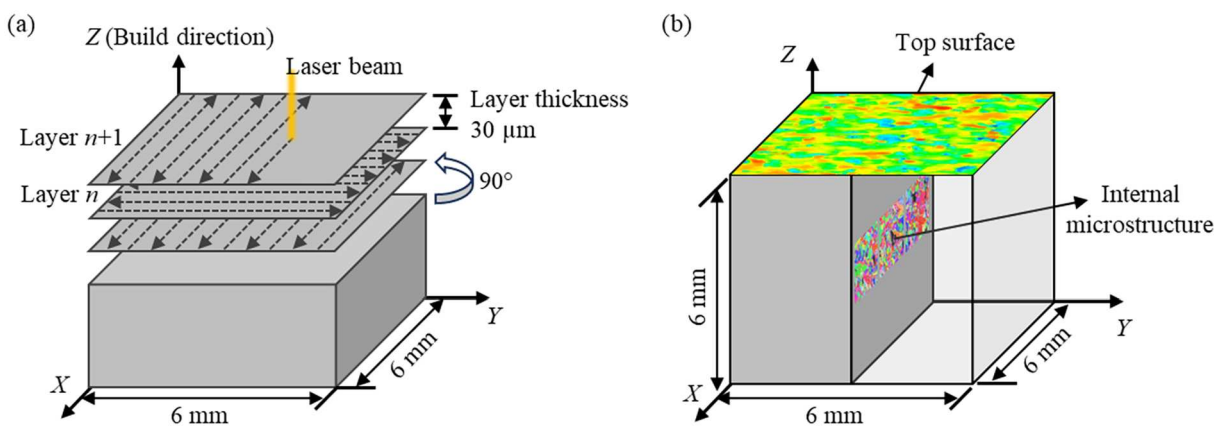 (a)
Z (Build direction)
Laser beam
Layer thickness
30 μm
Layer n+1
Layer n
90°
Y
X
6 mm
6 mm
(b)
Top surface
Z
Internal
microstructure
6 mm
Y
X
6 mm
6 mm